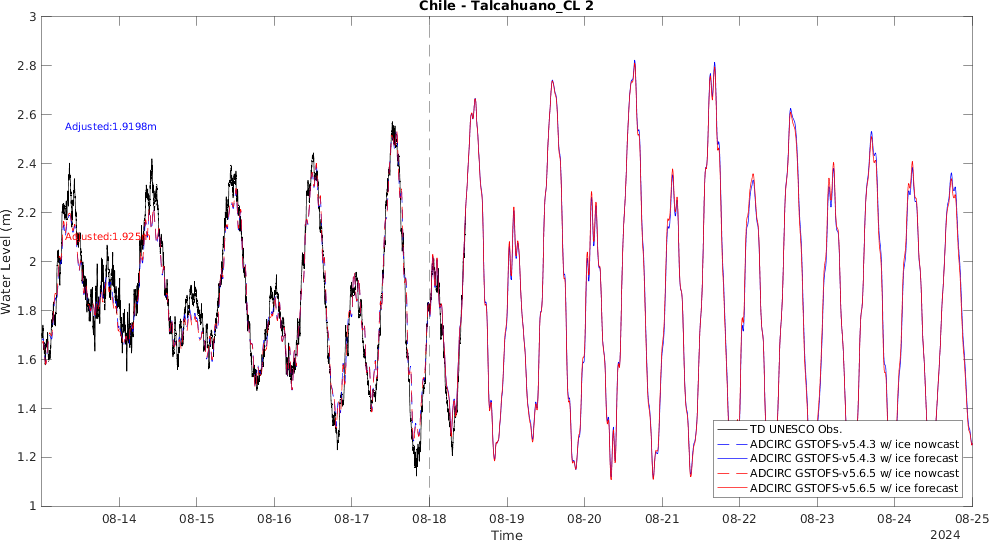 Chile - Talcahuano_CL 2
3
2.8
2.6
2.4
2.2
2
1.8
1.6
1.4
1.2
1
Water Level (m)
Adjusted:1.9198m
Adjusted:1.925m
TD UNESCO Obs.
ADCIRC GSTOFS-v5.4.3 w/ ice nowcast
ADCIRC GSTOFS-v5.4.3 w/ ice forecast
ADCIRC GSTOFS-v5.6.5 w/ ice nowcast
ADCIRC GSTOFS-v5.6.5 w/ ice forecast
08-14 08-15 08-16 08-17 08-18 08-19 08-20 08-21 08-22 08-23 08-24 08-25
Time
2024